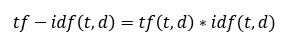 tf − idf(t, d) = tf(t, d) * idf(t, d)